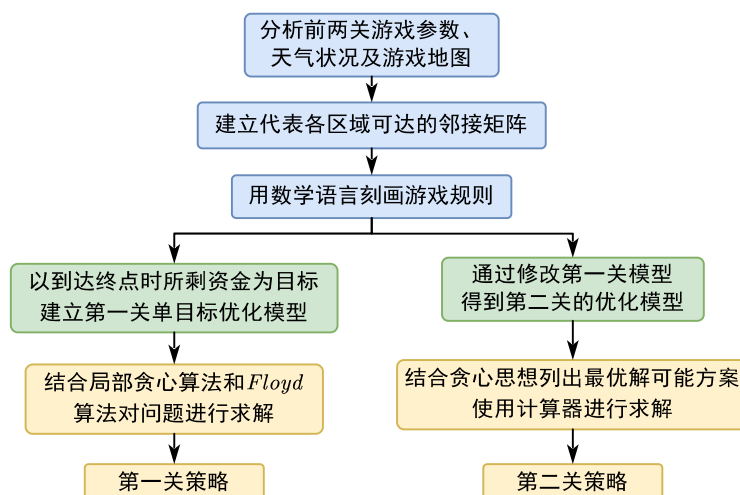 分析前两关游戏参数、
天气状况及游戏地图
建立代表各区域可达的邻接矩阵
用数学语言刻画游戏规则
以到达终点时所剩资金为目标
建立第一关单目标优化模型
通过修改第一关模型
得到第二关的优化模型
结合局部贪心算法和Floyd
算法对问题进行求解
结合贪心思想列出最优解可能方案
使用计算器进行求解
第一关策略
第二关策略